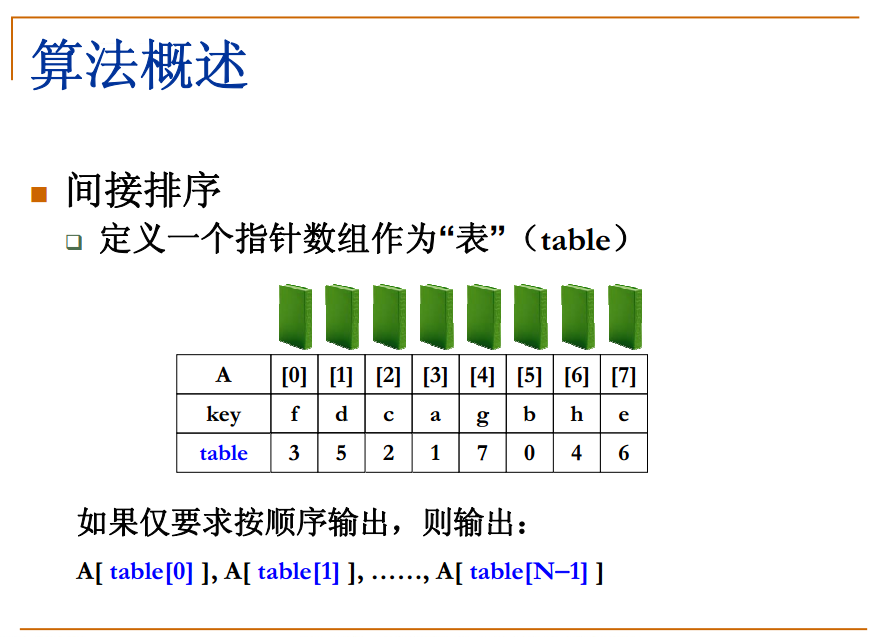 算法概述
间接排序
定义一个指针数组作为“表”（table）
A [0] [1] [2] [3] [4] [5] [6] [7]
key f d c a g b h e
table 3 5 2 1 7 0 4 6
如果仅要求按顺序输出，则输出：
A[ table[0] ], A[ table[1] ], ……, A[ table[N–1] ]